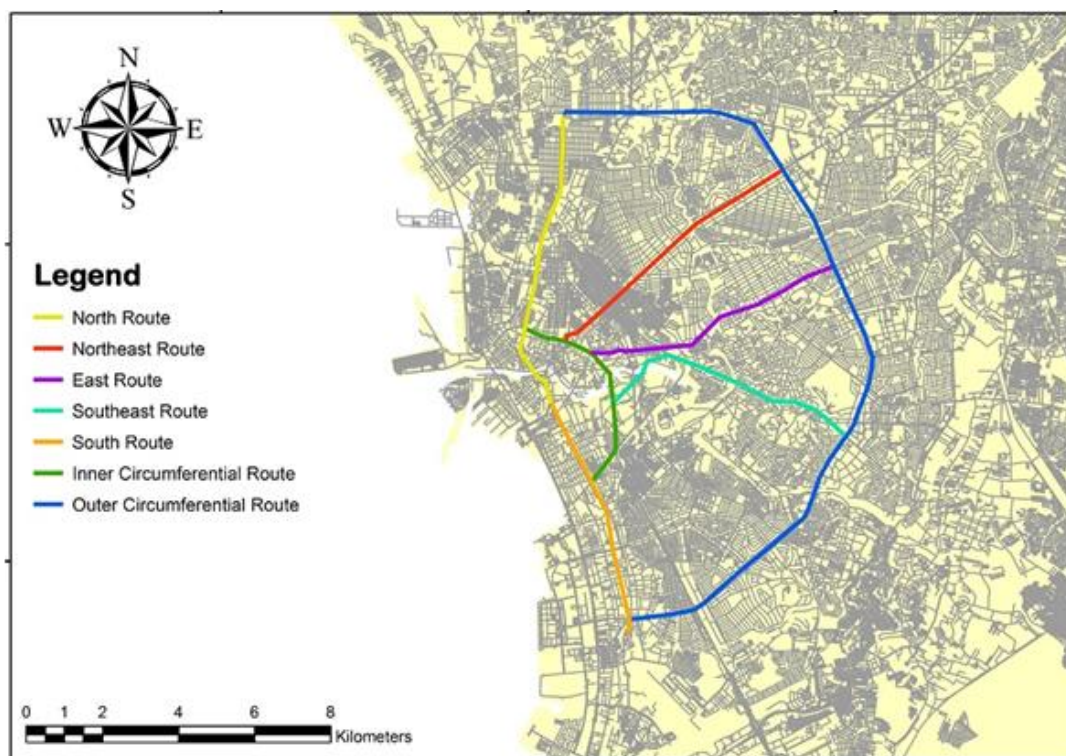 N
W E
S
Legend
North Route
Northeast Route
East Route
Southeast Route
South Route
Inner Circumferential Route
Outer Circumferential Route
0 1 2 4 6 8
Kilometers